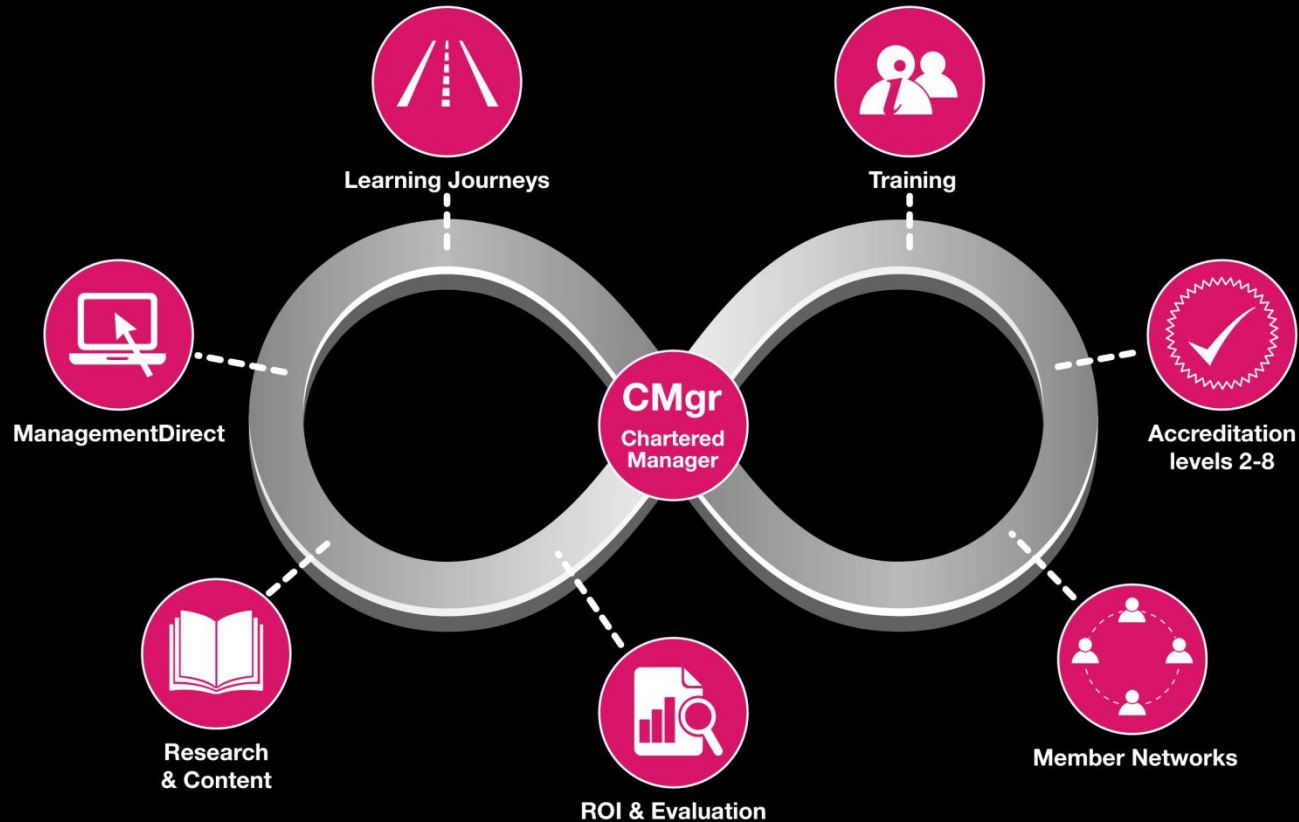 Learning Journeys
Training
ManagementDirect
CMgr
Chartered
Manager
Accreditation
levels 2-8
Research
& Content
Member Networks
ROI & Evaluation